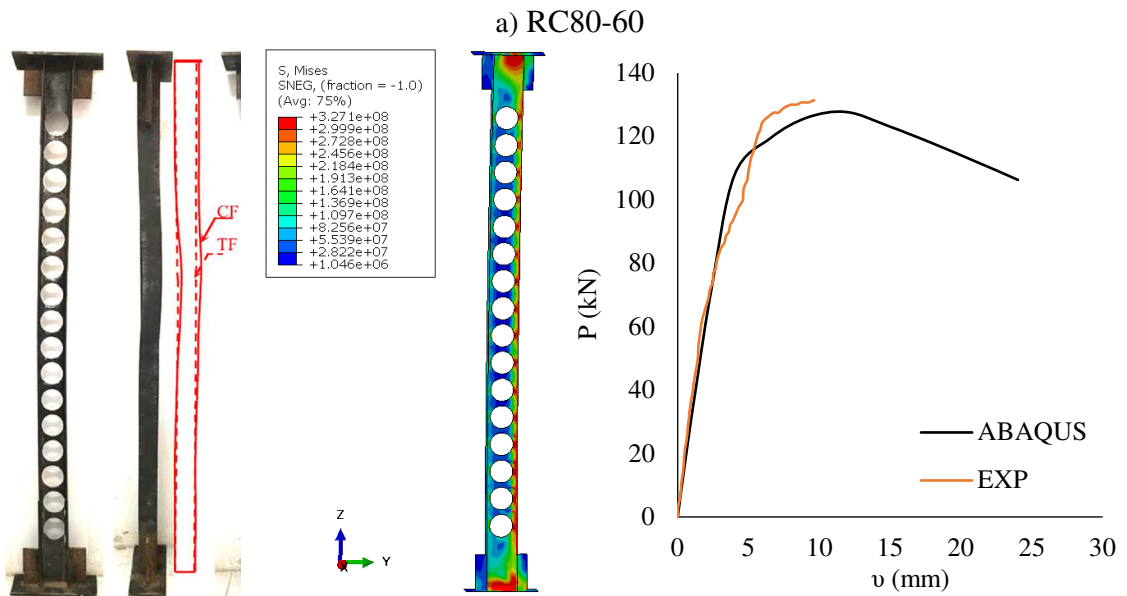 a) RC80-60
CF
TF
S, Mises
SNEG, (fraction = -1.0)
(Avg: 75%)
+3.271e+08
+2.999e+08
+2.728e+08
+2.456e+08
+2.184e+08
+1.913e+08
+1.641e+08
+1.369e+08
+1.097e+08
+8.256e+07
+5.539e+07
+2.822e+07
+1.046e+06
Z
Y
X
140
120
100
80
60
40
20
0
P (kN)
ABAQUS
EXP
0 5 10 15 20 25 30
υ (mm)